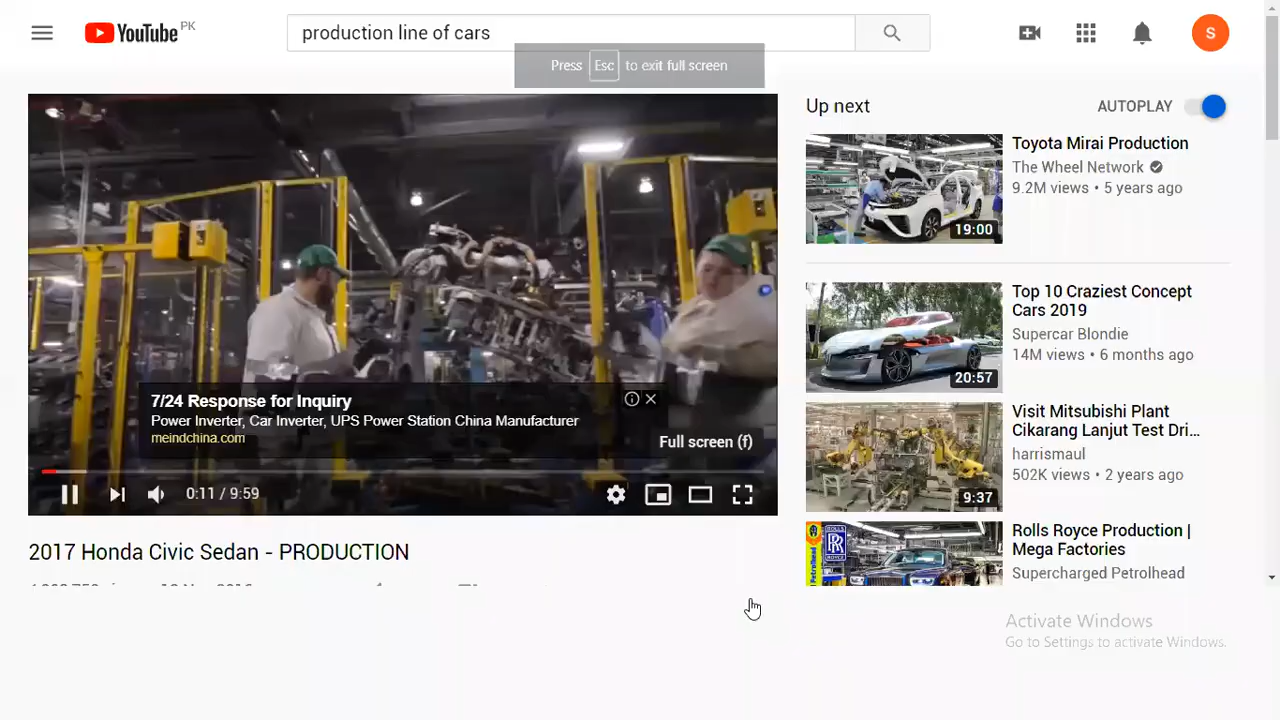 YouTube PK
production line of cars
S
Press Esc to exit full screen
Up next
AUTOPLAY
Toyota Mirai Production
The Wheel Network
9.2M views • 5 years ago
19:00
Top 10 Craziest Concept
Cars 2019
Supercar Blondie
14M views • 6 months ago
20:57
Visit Mitsubishi Plant
Cikarang Lanjut Test Dri...
harrismaul
502K views • 2 years ago
9:37
Rolls Royce Production |
Mega Factories
Supercharged Petrolhead
7/24 Response for Inquiry
Power Inverter, Car Inverter, UPS Power Station China Manufacturer
meindchina.com
Full screen (f)
0:11 / 9:59
2017 Honda Civic Sedan - PRODUCTION
Activate Windows
Go to Settings to activate Windows.